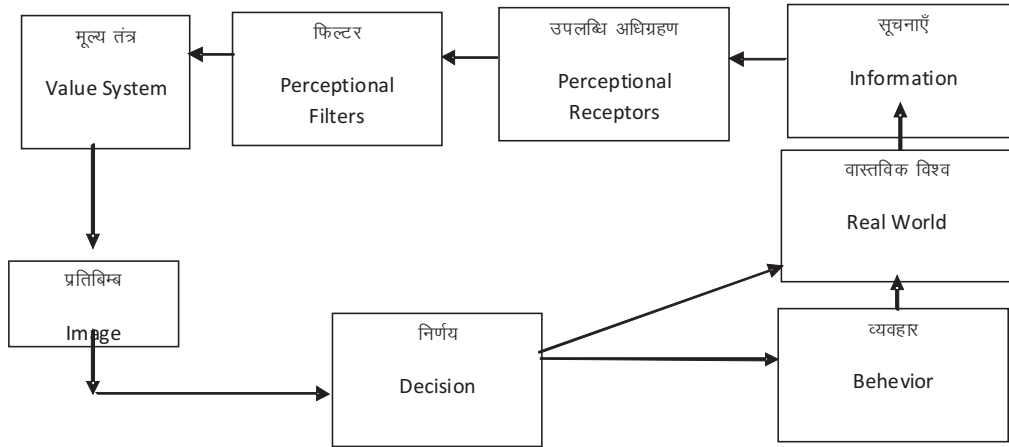 मूल्य तंत्र
Value System
फिल्टर
Perceptional
Filters
उपलब्धि अधिग्रहण
Perceptional
Receptors
सूचनाएँ
Information
वास्तविक विश्व
Real World
प्रतिबिम्ब
Image
निर्णय
Decision
व्यवहार
Behevior